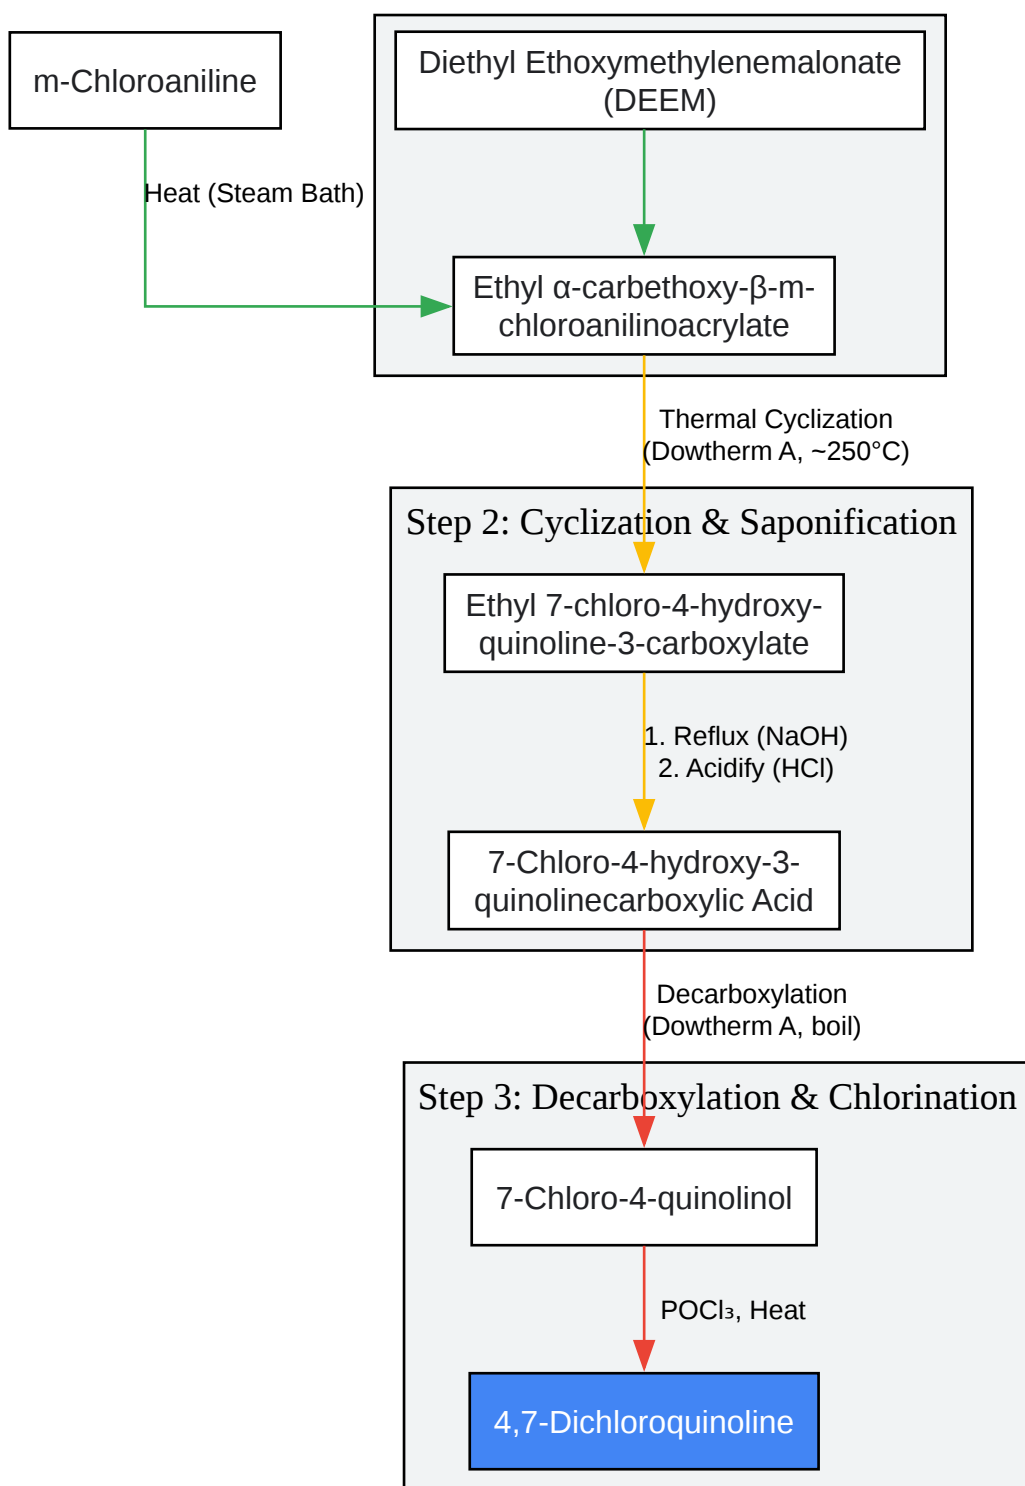 m-Chloroaniline
Diethyl Ethoxymethylenemalonate
(DEEM)
Heat (Steam Bath)
Ethyl α-carbethoxy-β-m-
chloroanilinoacrylate
Thermal Cyclization
(Dowtherm A, ~250°C)
Step 2: Cyclization & Saponification
Ethyl 7-chloro-4-hydroxy-
quinoline-3-carboxylate
1. Reflux (NaOH)
2. Acidify (HCl)
7-Chloro-4-hydroxy-3-
quinolinecarboxylic Acid
Decarboxylation
(Dowtherm A, boil)
Step 3: Decarboxylation & Chlorination
7-Chloro-4-quinolinol
POCl₃, Heat
4,7-Dichloroquinoline